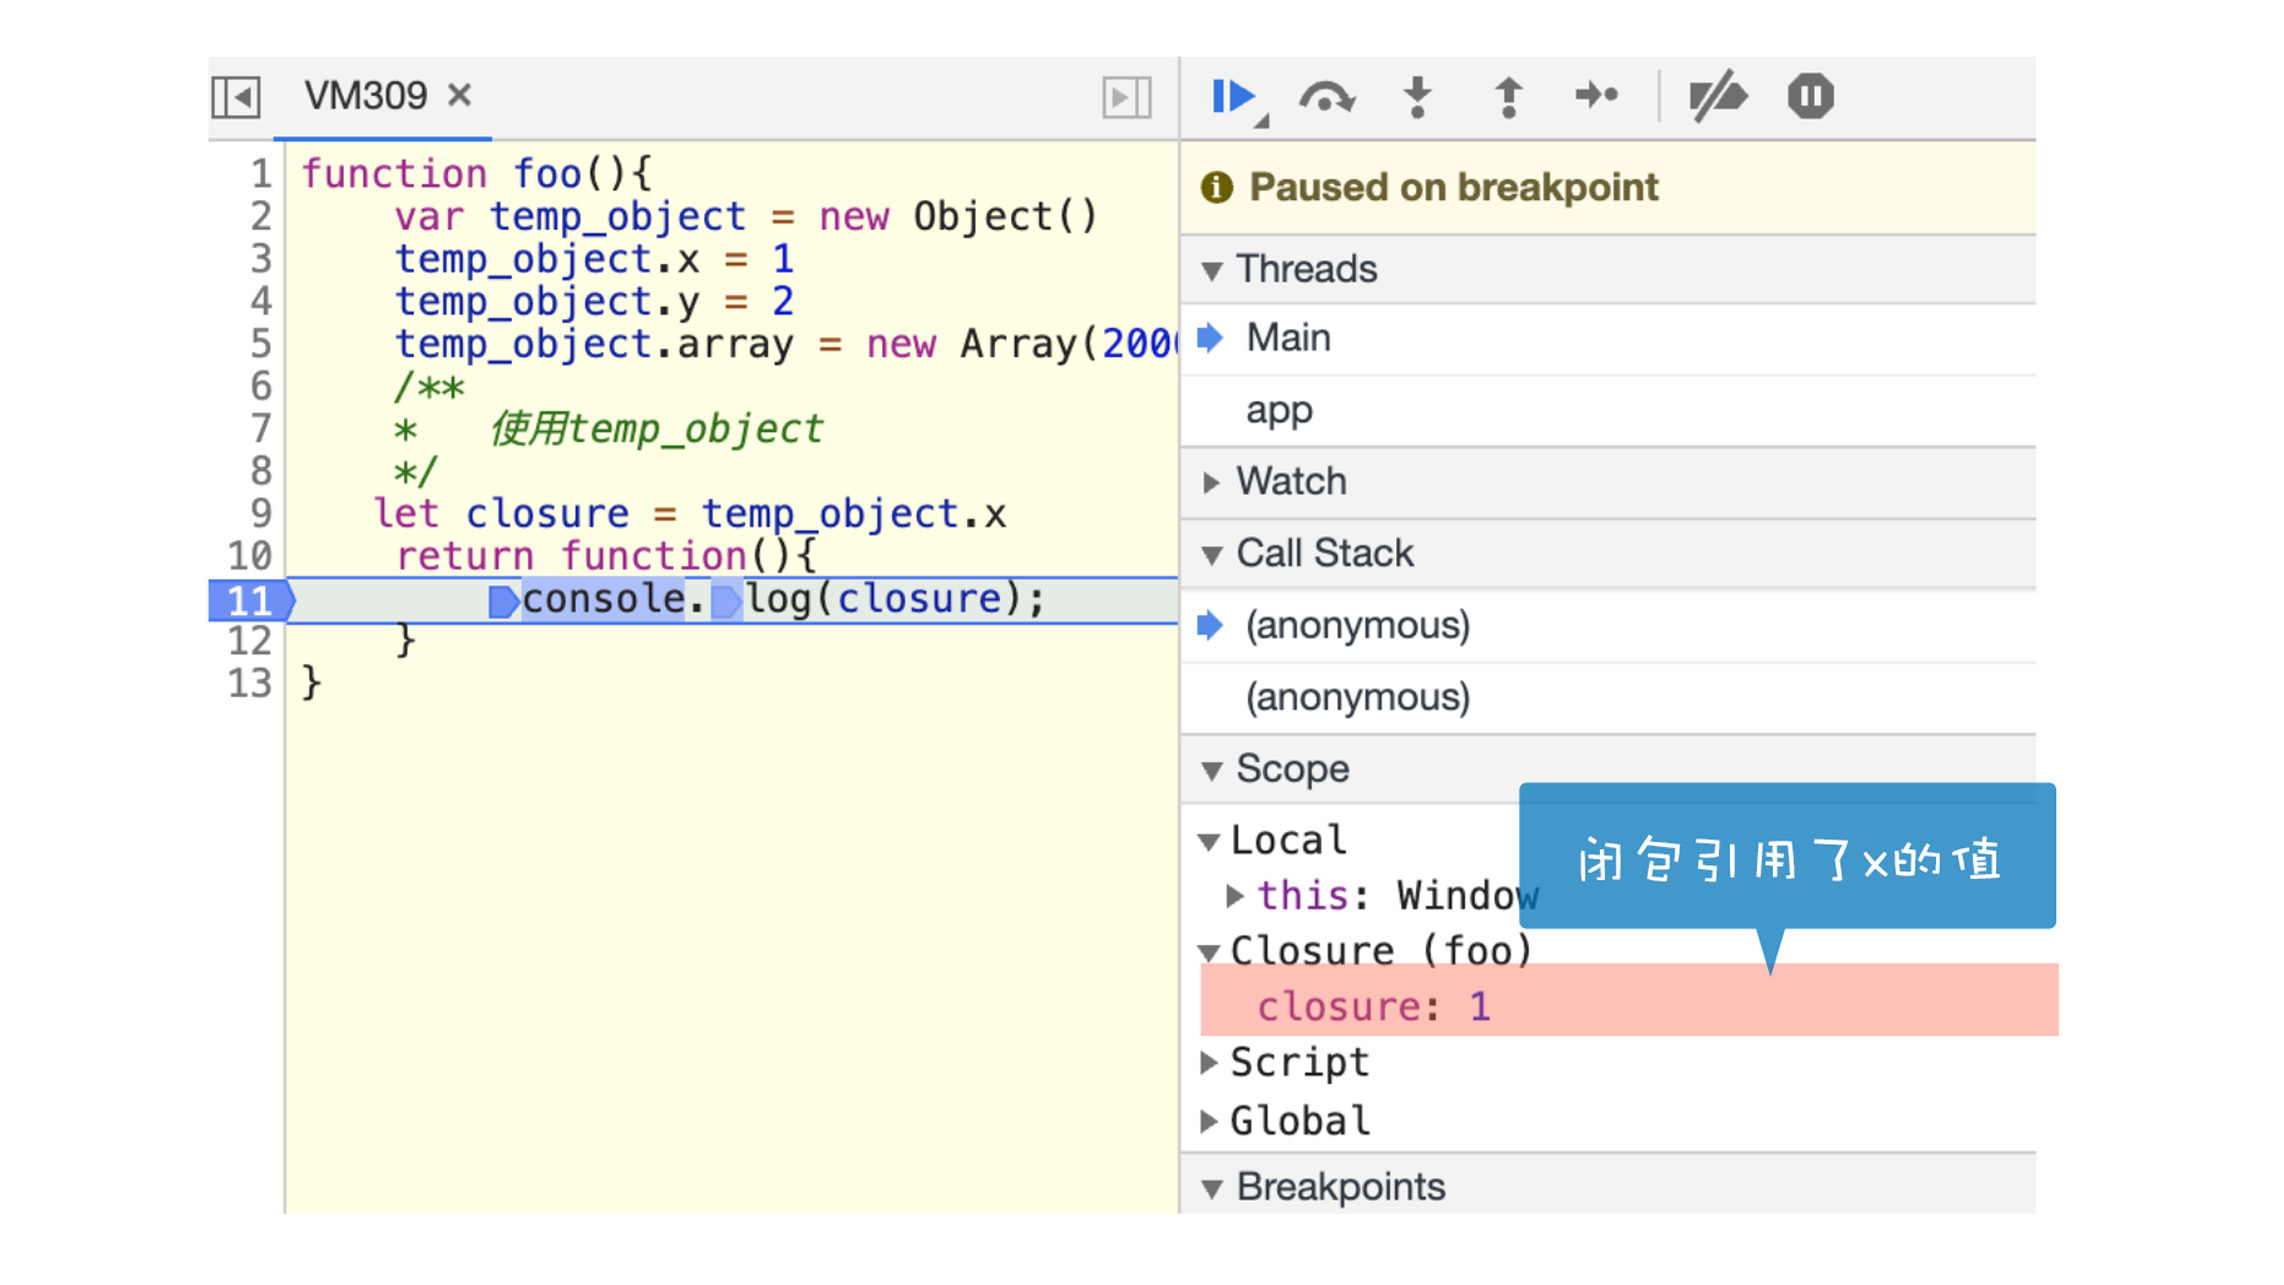 VM309 ×
1 function foo(){
2 var temp_object = new Object()
3 temp_object.x = 1
4 temp_object.y = 2
5 temp_object.array = new Array(200
6 /**
7 * 使用temp_object
8 */
9 let closure = temp_object.x
10 return function(){
11 console.log(closure);
12 }
13 }
Paused on breakpoint
Threads
Main
app
Watch
Call Stack
(anonymous)
(anonymous)
Scope
Local
this: Window
闭包引用了x的值
Closure (foo)
closure: 1
Script
Global
Breakpoints